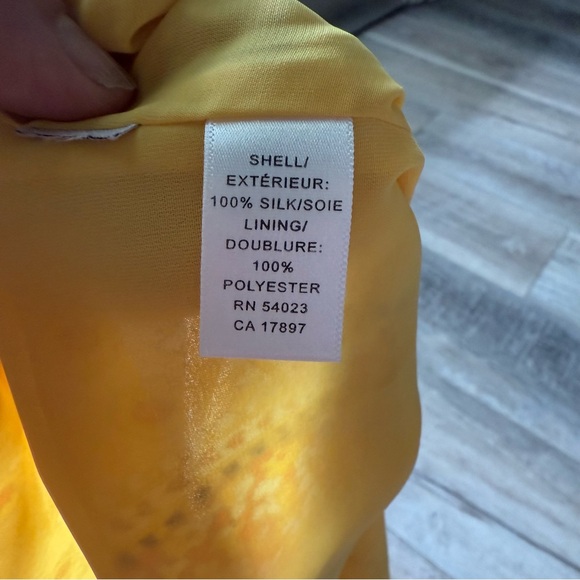 SHELL/
EXTÉRIEUR:
100% SILK/SOIE
LINING/
DOUBLURE:
100%
POLYESTER
RN 54023
CA 17897